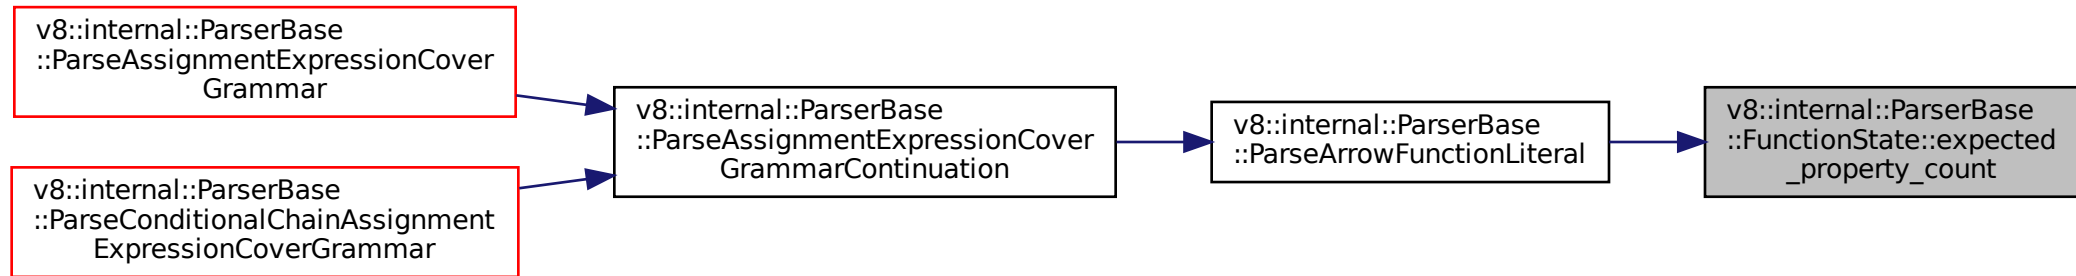 v8::internal::ParserBase
::ParseAssignmentExpressionCover
Grammar
v8::internal::ParserBase
::ParseConditionalChainAssignment
ExpressionCoverGrammar
v8::internal::ParserBase
::ParseAssignmentExpressionCover
GrammarContinuation
v8::internal::ParserBase
::ParseArrowFunctionLiteral
v8::internal::ParserBase
::FunctionState::expected
_property_count